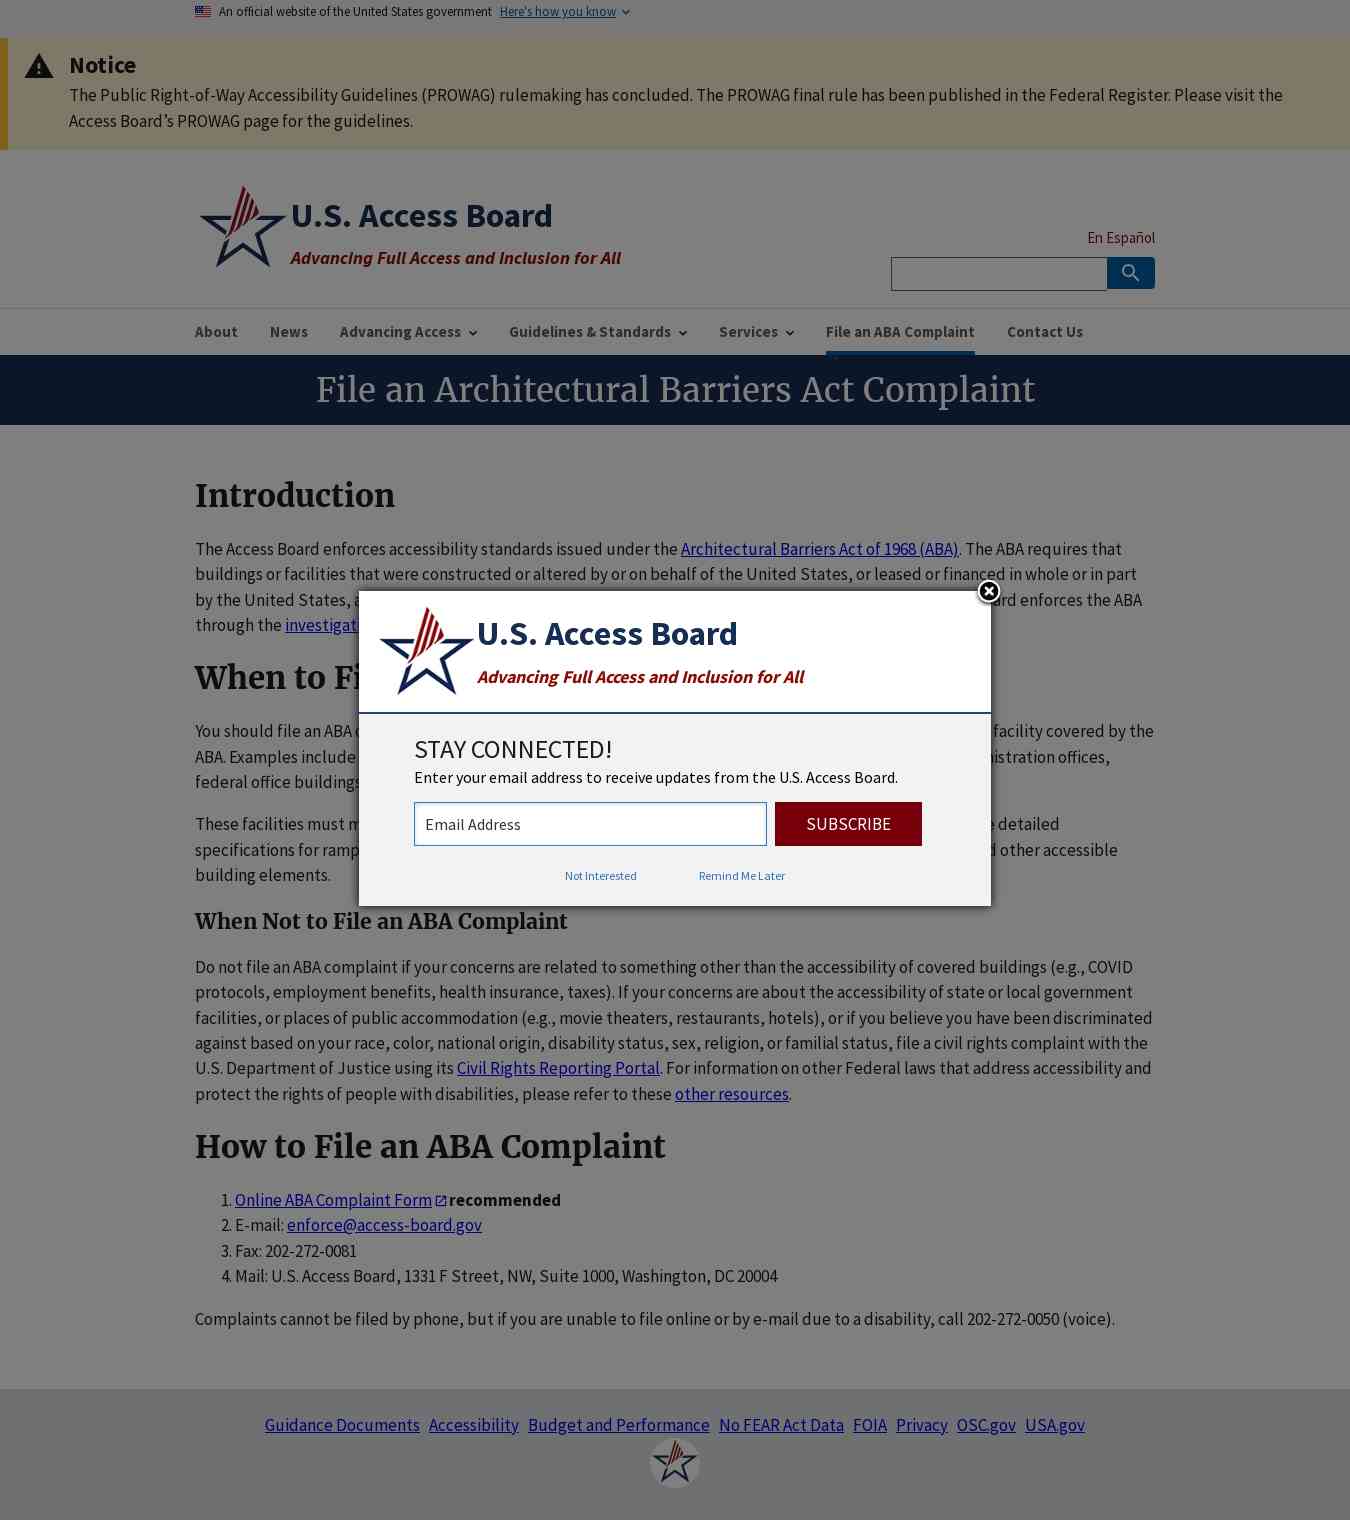 An official website of the United States government Here's how you know
Notice
The Public Right-of-Way Accessibility Guidelines (PROWAG) rulemaking has concluded. The PROWAG final rule has been published in the Federal Register. Please visit the
Access Board’s PROWAG page for the guidelines.
U.S. Access Board
Advancing Full Access and Inclusion for All
En Español
About News Advancing Access Guidelines & Standards Services File an ABA Complaint Contact Us
File an Architectural Barriers Act Complaint
Introduction
The Access Board enforces accessibility standards issued under the Architectural Barriers Act of 1968 (ABA). The ABA requires that
buildings or facilities that were constructed or altered by or on behalf of the United States, or leased or financed in whole or in part
by the United States, enforces the ABA
through the
When to
You should file an ABA facility covered by the
ABA. Examples include offices,
federal office buildings
These facilities must detailed
specifications for other accessible
building elements.
U.S. Access Board
Advancing Full Access and Inclusion for All
STAY CONNECTED!
Enter your email address to receive updates from the U.S. Access Board.
Email Address SUBSCRIBE
Not Interested Remind Me Later
When Not to File an ABA Complaint
Do not file an ABA complaint if your concerns are related to something other than the accessibility of covered buildings (e.g., COVID
protocols, employment benefits, health insurance, taxes). If your concerns are about the accessibility of state or local government
facilities, or places of public accommodation (e.g., movie theaters, restaurants, hotels), or if you believe you have been discriminated
against based on your race, color, national origin, disability status, sex, religion, or familial status, file a civil rights complaint with the
U.S. Department of Justice using its Civil Rights Reporting Portal. For information on other Federal laws that address accessibility and
protect the rights of people with disabilities, please refer to these other resources.
How to File an ABA Complaint
1. Online ABA Complaint Form recommended
2. E-mail: enforce@access-board.gov
3. Fax: 202-272-0081
4. Mail: U.S. Access Board, 1331 F Street, NW, Suite 1000, Washington, DC 20004
Complaints cannot be filed by phone, but if you are unable to file online or by e-mail due to a disability, call 202-272-0050 (voice).
Guidance Documents Accessibility Budget and Performance No FEAR Act Data FOIA Privacy OSC.gov USA.gov